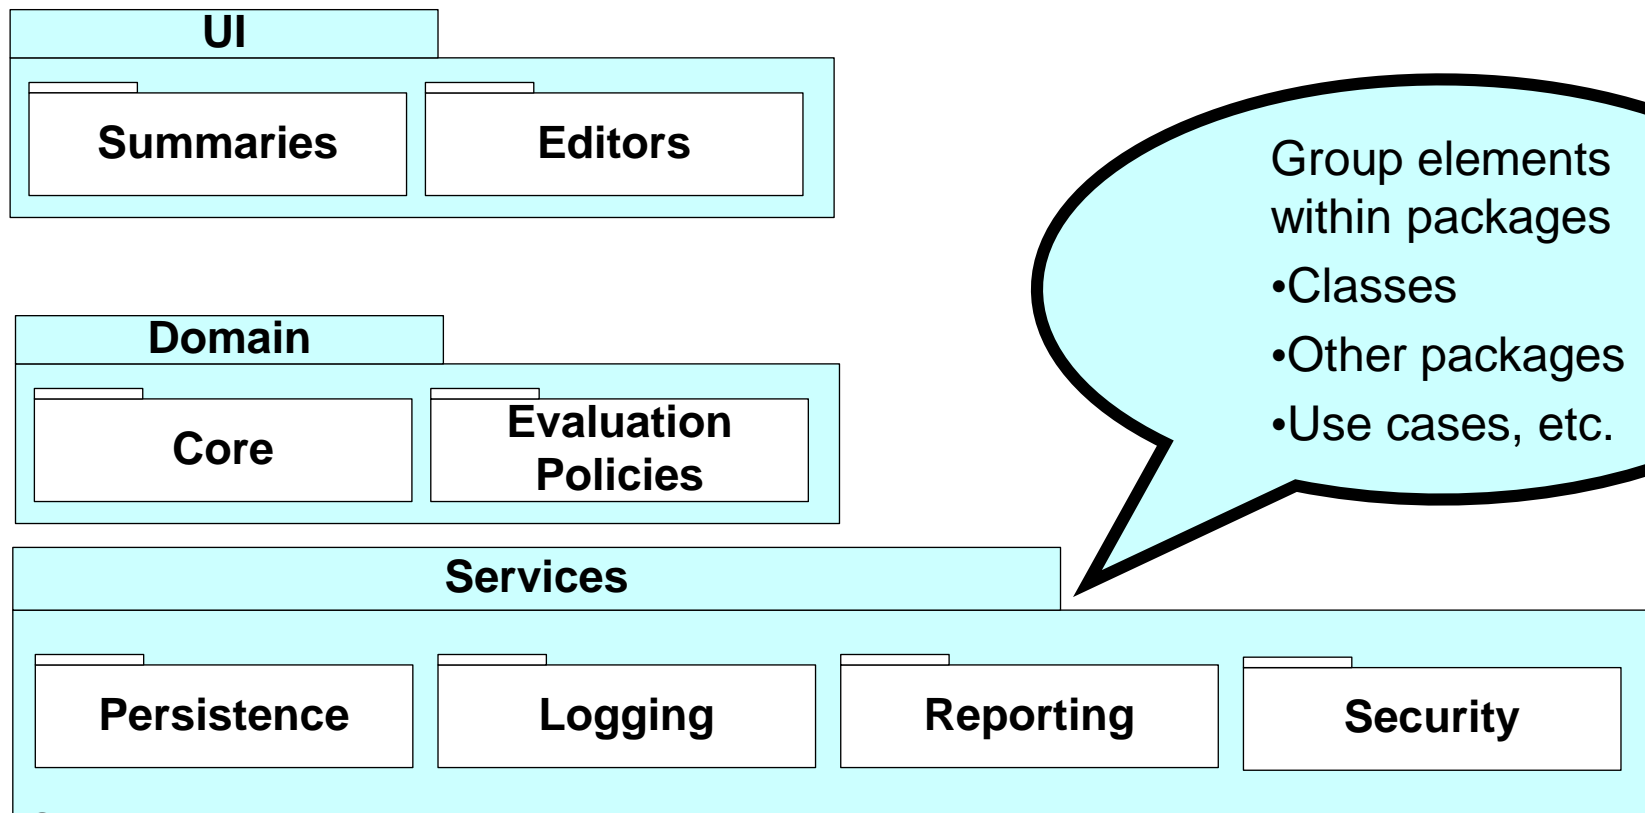 UI
Summaries
Editors
Group elements
within packages
•Classes
•Other packages
•Use cases, etc.
Domain
Core
Evaluation
Policies
Services
Persistence
Logging
Reporting
Security